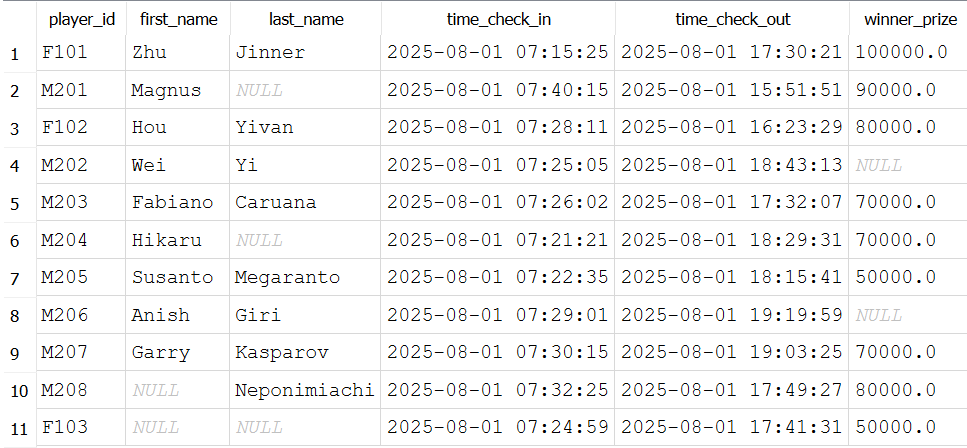 player_id first_name last_name time_check_in time_check_out winner_prize
1 F101 Zhu Jinner 2025-08-01 07:15:25 2025-08-01 17:30:21 100000.0
2 M201 Magnus NULL 2025-08-01 07:40:15 2025-08-01 15:51:51 90000.0
3 F102 Hou Yivan 2025-08-01 07:28:11 2025-08-01 16:23:29 80000.0
4 M202 Wei Yi 2025-08-01 07:25:05 2025-08-01 18:43:13 NULL
5 M203 Fabiano Caruana 2025-08-01 07:26:02 2025-08-01 17:32:07 70000.0
6 M204 Hikaru NULL 2025-08-01 07:21:21 2025-08-01 18:29:31 70000.0
7 M205 Susanto Megaranto 2025-08-01 07:22:35 2025-08-01 18:15:41 50000.0
8 M206 Anish Giri 2025-08-01 07:29:01 2025-08-01 19:19:59 NULL
9 M207 Garry Kasparov 2025-08-01 07:30:15 2025-08-01 19:03:25 70000.0
10 M208 NULL Neponimiachi 2025-08-01 07:32:25 2025-08-01 17:49:27 80000.0
11 F103 NULL NULL 2025-08-01 07:24:59 2025-08-01 17:41:31 50000.0